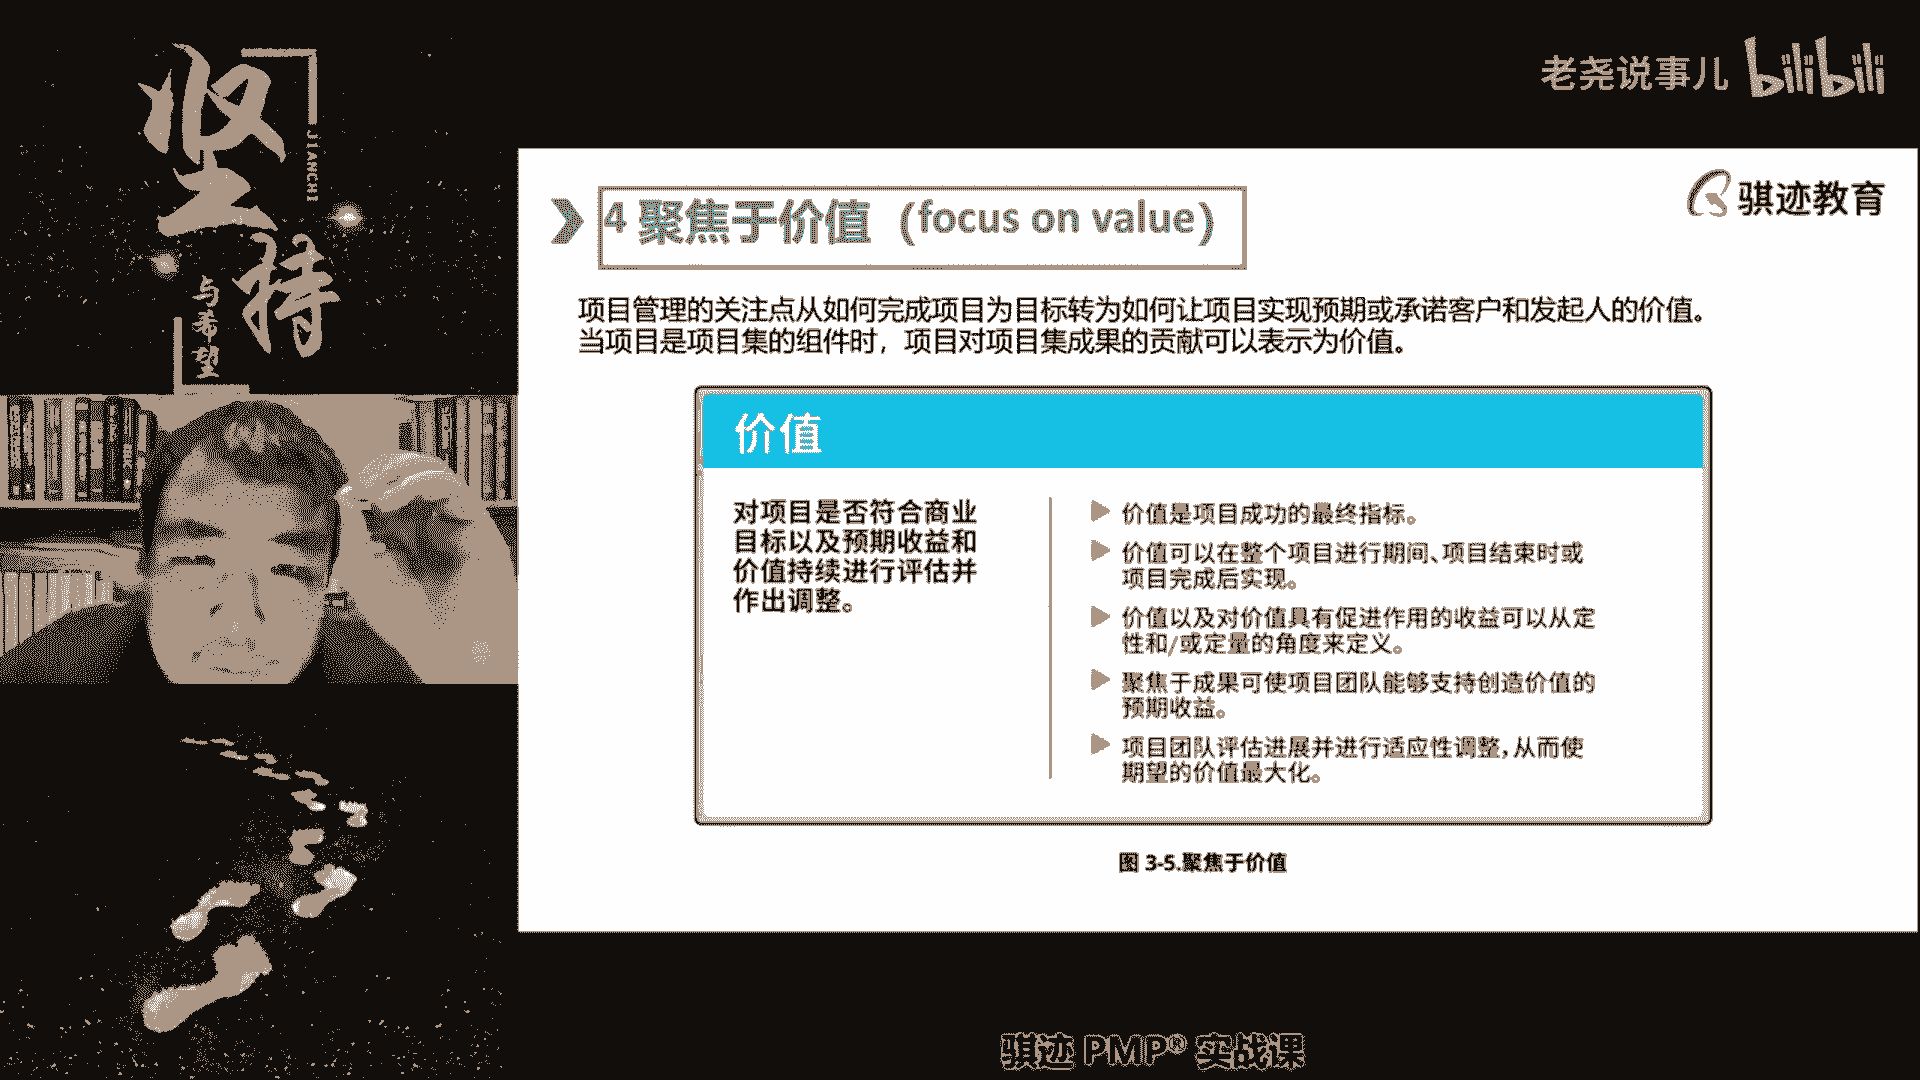 坚持
JIANCHI
与希望
老尧说事儿 bilibili
骐迹教育
4 聚焦于价值（focus on value）
项目管理的关注点从如何完成项目为目标转为如何让项目实现预期或承诺客户和发起人的价值。
当项目是项目集的组件时，项目对项目集成果的贡献可以表示为价值。
价值
对项目是否符合商业
目标以及预期收益和
价值持续进行评估并
作出调整。
价值是项目成功的最终指标。
价值可以在整个项目进行期间、项目结束时或
项目完成后实现。
价值以及对价值具有促进作用的收益可以从定
性和/或定量的角度来定义。
聚焦于成果可使项目团队能够支持创造价值的
预期收益。
项目团队评估进展并进行适应性调整，从而使
期望的价值最大化。
图 3-5.聚焦于价值
骐迹 PMP® 实战课